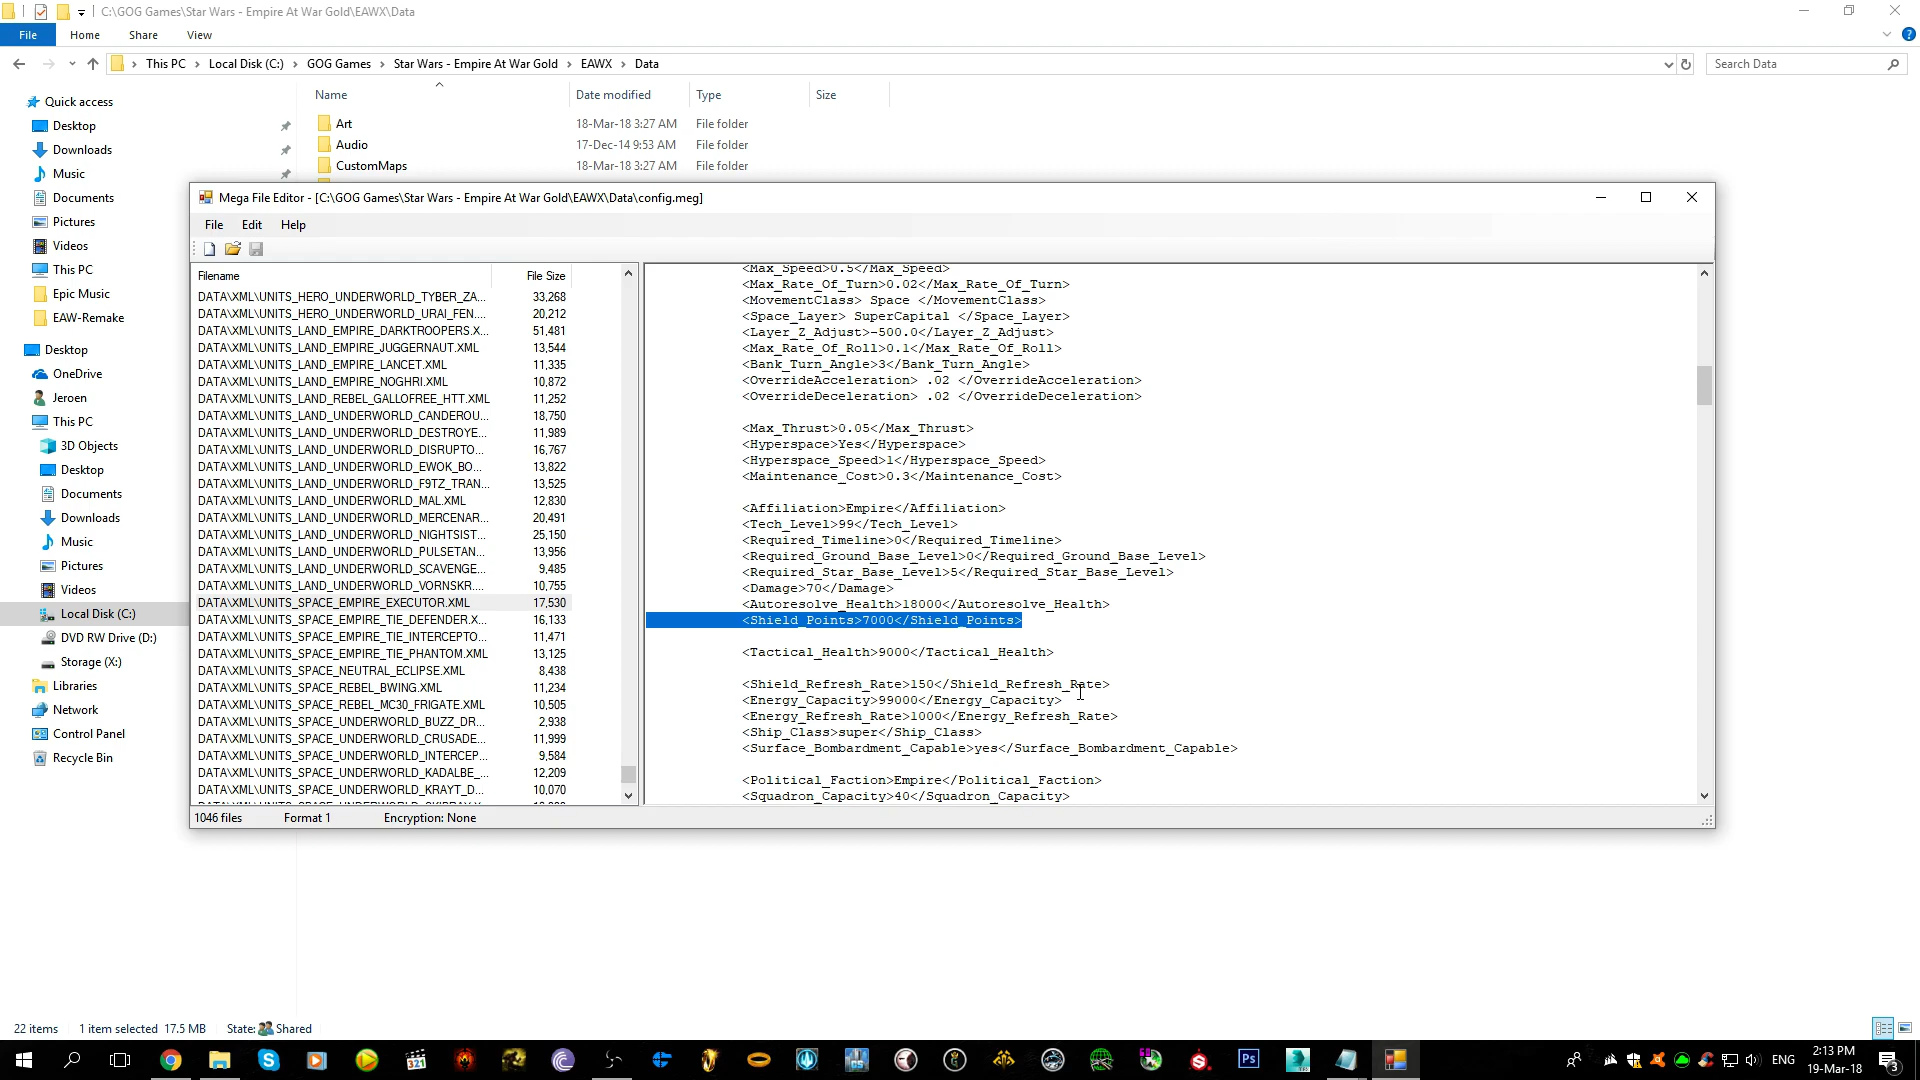 C:\GOG Games\Star Wars - Empire At War Gold\EAWX\Data
File Home Share View
This PC Local Disk (C:) GOG Games Star Wars - Empire At War Gold EAWX Data
Search Data
Name Date modified Type Size
Art 18-Mar-18 3:27 AM File folder
Audio 17-Dec-14 9:53 AM File folder
CustomMaps 18-Mar-18 3:27 AM File folder
Quick access
Desktop
Downloads
Music
Documents
Pictures
Videos
This PC
Epic Music
EAW-Remake
Desktop
OneDrive
Jeroen
This PC
3D Objects
Desktop
Documents
Downloads
Music
Pictures
Videos
Local Disk (C:)
DVD RW Drive (D:)
Storage (X:)
Libraries
Network
Control Panel
Recycle Bin
Mega File Editor - [C:\GOG Games\Star Wars - Empire At War Gold\EAWX\Data\config.meg]
File Edit Help
Filename File Size
DATA\XML\UNITS_HERO_UNDERWORLD_TYBER_ZA... 33,268
DATA\XML\UNITS_HERO_UNDERWORLD_URAI_FEN... 20,212
DATA\XML\UNITS_LAND_EMPIRE_DARKTROOPERS.X... 51,481
DATA\XML\UNITS_LAND_EMPIRE_JUGGERNAUT.XML 13,544
DATA\XML\UNITS_LAND_EMPIRE_LANCET.XML 11,335
DATA\XML\UNITS_LAND_EMPIRE_NOGHRI.XML 10,872
DATA\XML\UNITS_LAND_REBEL_GALLOFREE_HTT.XML 11,252
DATA\XML\UNITS_LAND_UNDERWORLD_CANDEROU... 18,750
DATA\XML\UNITS_LAND_UNDERWORLD_DESTROYE... 11,989
DATA\XML\UNITS_LAND_UNDERWORLD_DISRUPTO... 16,767
DATA\XML\UNITS_LAND_UNDERWORLD_EWOK_BO... 13,822
DATA\XML\UNITS_LAND_UNDERWORLD_F9TZ_TRAN... 13,525
DATA\XML\UNITS_LAND_UNDERWORLD_MAL.XML 12,830
DATA\XML\UNITS_LAND_UNDERWORLD_MERCENAR... 20,491
DATA\XML\UNITS_LAND_UNDERWORLD_NIGHTSIST... 25,150
DATA\XML\UNITS_LAND_UNDERWORLD_PULSETAN... 13,956
DATA\XML\UNITS_LAND_UNDERWORLD_SCAVENGE... 9,485
DATA\XML\UNITS_LAND_UNDERWORLD_VORNSKR.... 10,755
DATA\XML\UNITS_SPACE_EMPIRE_EXECUTOR.XML 17,530
DATA\XML\UNITS_SPACE_EMPIRE_TIE_DEFENDER.X... 16,133
DATA\XML\UNITS_SPACE_EMPIRE_TIE_INTERCEPTO... 11,471
DATA\XML\UNITS_SPACE_EMPIRE_TIE_PHANTOM.XML 13,125
DATA\XML\UNITS_SPACE_NEUTRAL_ECLIPSE.XML 8,438
DATA\XML\UNITS_SPACE_REBEL_BWING.XML 11,234
DATA\XML\UNITS_SPACE_REBEL_MC30_FRIGATE.XML 10,505
DATA\XML\UNITS_SPACE_UNDERWORLD_BUZZ_DR... 2,938
DATA\XML\UNITS_SPACE_UNDERWORLD_CRUSADE... 11,999
DATA\XML\UNITS_SPACE_UNDERWORLD_INTERCEP... 9,584
DATA\XML\UNITS_SPACE_UNDERWORLD_KADALBE_... 12,209
DATA\XML\UNITS_SPACE_UNDERWORLD_KRAYT_D... 10,070
<Max_Speed>0.5</Max_Speed>
<Max_Rate_Of_Turn>0.02</Max_Rate_Of_Turn>
<MovementClass> Space </MovementClass>
<Space_Layer> SuperCapital </Space_Layer>
<Layer_Z_Adjust>-500.0</Layer_Z_Adjust>
<Max_Rate_Of_Roll>0.1</Max_Rate_Of_Roll>
<Bank_Turn_Angle>3</Bank_Turn_Angle>
<OverrideAcceleration> .02 </OverrideAcceleration>
<OverrideDeceleration> .02 </OverrideDeceleration>
<Max_Thrust>0.05</Max_Thrust>
<Hyperspace>Yes</Hyperspace>
<Hyperspace_Speed>1</Hyperspace_Speed>
<Maintenance_Cost>0.3</Maintenance_Cost>
<Affiliation>Empire</Affiliation>
<Tech_Level>99</Tech_Level>
<Required_Timeline>0</Required_Timeline>
<Required_Ground_Base_Level>0</Required_Ground_Base_Level>
<Required_Star_Base_Level>5</Required_Star_Base_Level>
<Damage>70</Damage>
<Autoresolve_Health>18000</Autoresolve_Health>
<Shield_Points>7000</Shield_Points>
<Tactical_Health>9000</Tactical_Health>
<Shield_Refresh_Rate>150</Shield_Refresh_Rate>
<Energy_Capacity>99000</Energy_Capacity>
<Energy_Refresh_Rate>1000</Energy_Refresh_Rate>
<Ship_Class>super</Ship_Class>
<Surface_Bombardment_Capable>yes</Surface_Bombardment_Capable>
<Political_Faction>Empire</Political_Faction>
<Squadron_Capacity>40</Squadron_Capacity>
1046 files Format 1 Encryption: None
22 items 1 item selected 17.5 MB State: Shared
ENG
2:13 PM
19-Mar-18
3